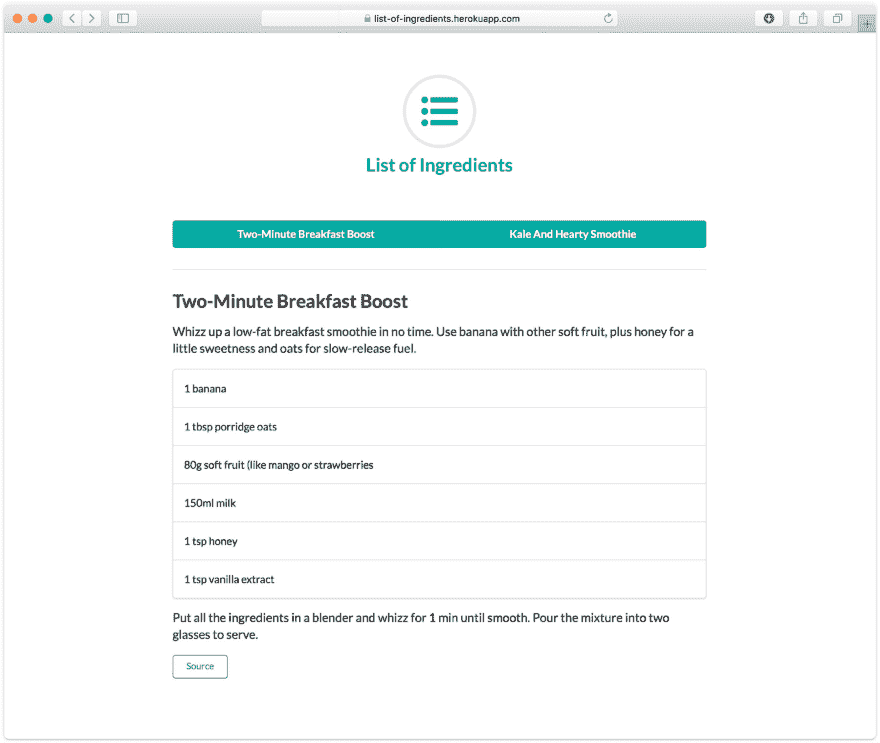 list-of-ingredients.herokuapp.com
List of Ingredients
Two-Minute Breakfast Boost
Kale And Hearty Smoothie
Two-Minute Breakfast Boost
Whizz up a low-fat breakfast smoothie in no time. Use banana with other soft fruit, plus honey for a
little sweetness and oats for slow-release fuel.
1 banana
1 tbsp porridge oats
80g soft fruit (like mango or strawberries
150ml milk
1 tsp honey
1 tsp vanilla extract
Put all the ingredients in a blender and whizz for 1 min until smooth. Pour the mixture into two
glasses to serve.
Source